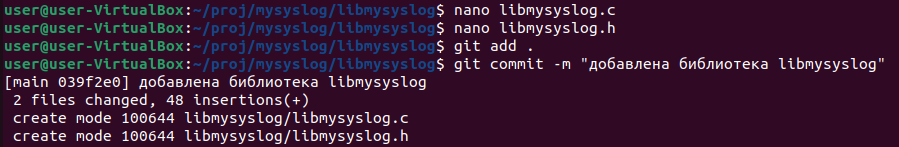 user@user-VirtualBox:~/proj/mysyslog/libmysyslog$ nano libmysyslog.c
user@user-VirtualBox:~/proj/mysyslog/libmysyslog$ nano libmysyslog.h
user@user-VirtualBox:~/proj/mysyslog/libmysyslog$ git add .
user@user-VirtualBox:~/proj/mysyslog/libmysyslog$ git commit -m "добавлена библиотека libmysyslog"
[main 039f2e0] добавлена библиотека libmysyslog
 2 files changed, 48 insertions(+)
 create mode 100644 libmysyslog/libmysyslog.c
 create mode 100644 libmysyslog/libmysyslog.h